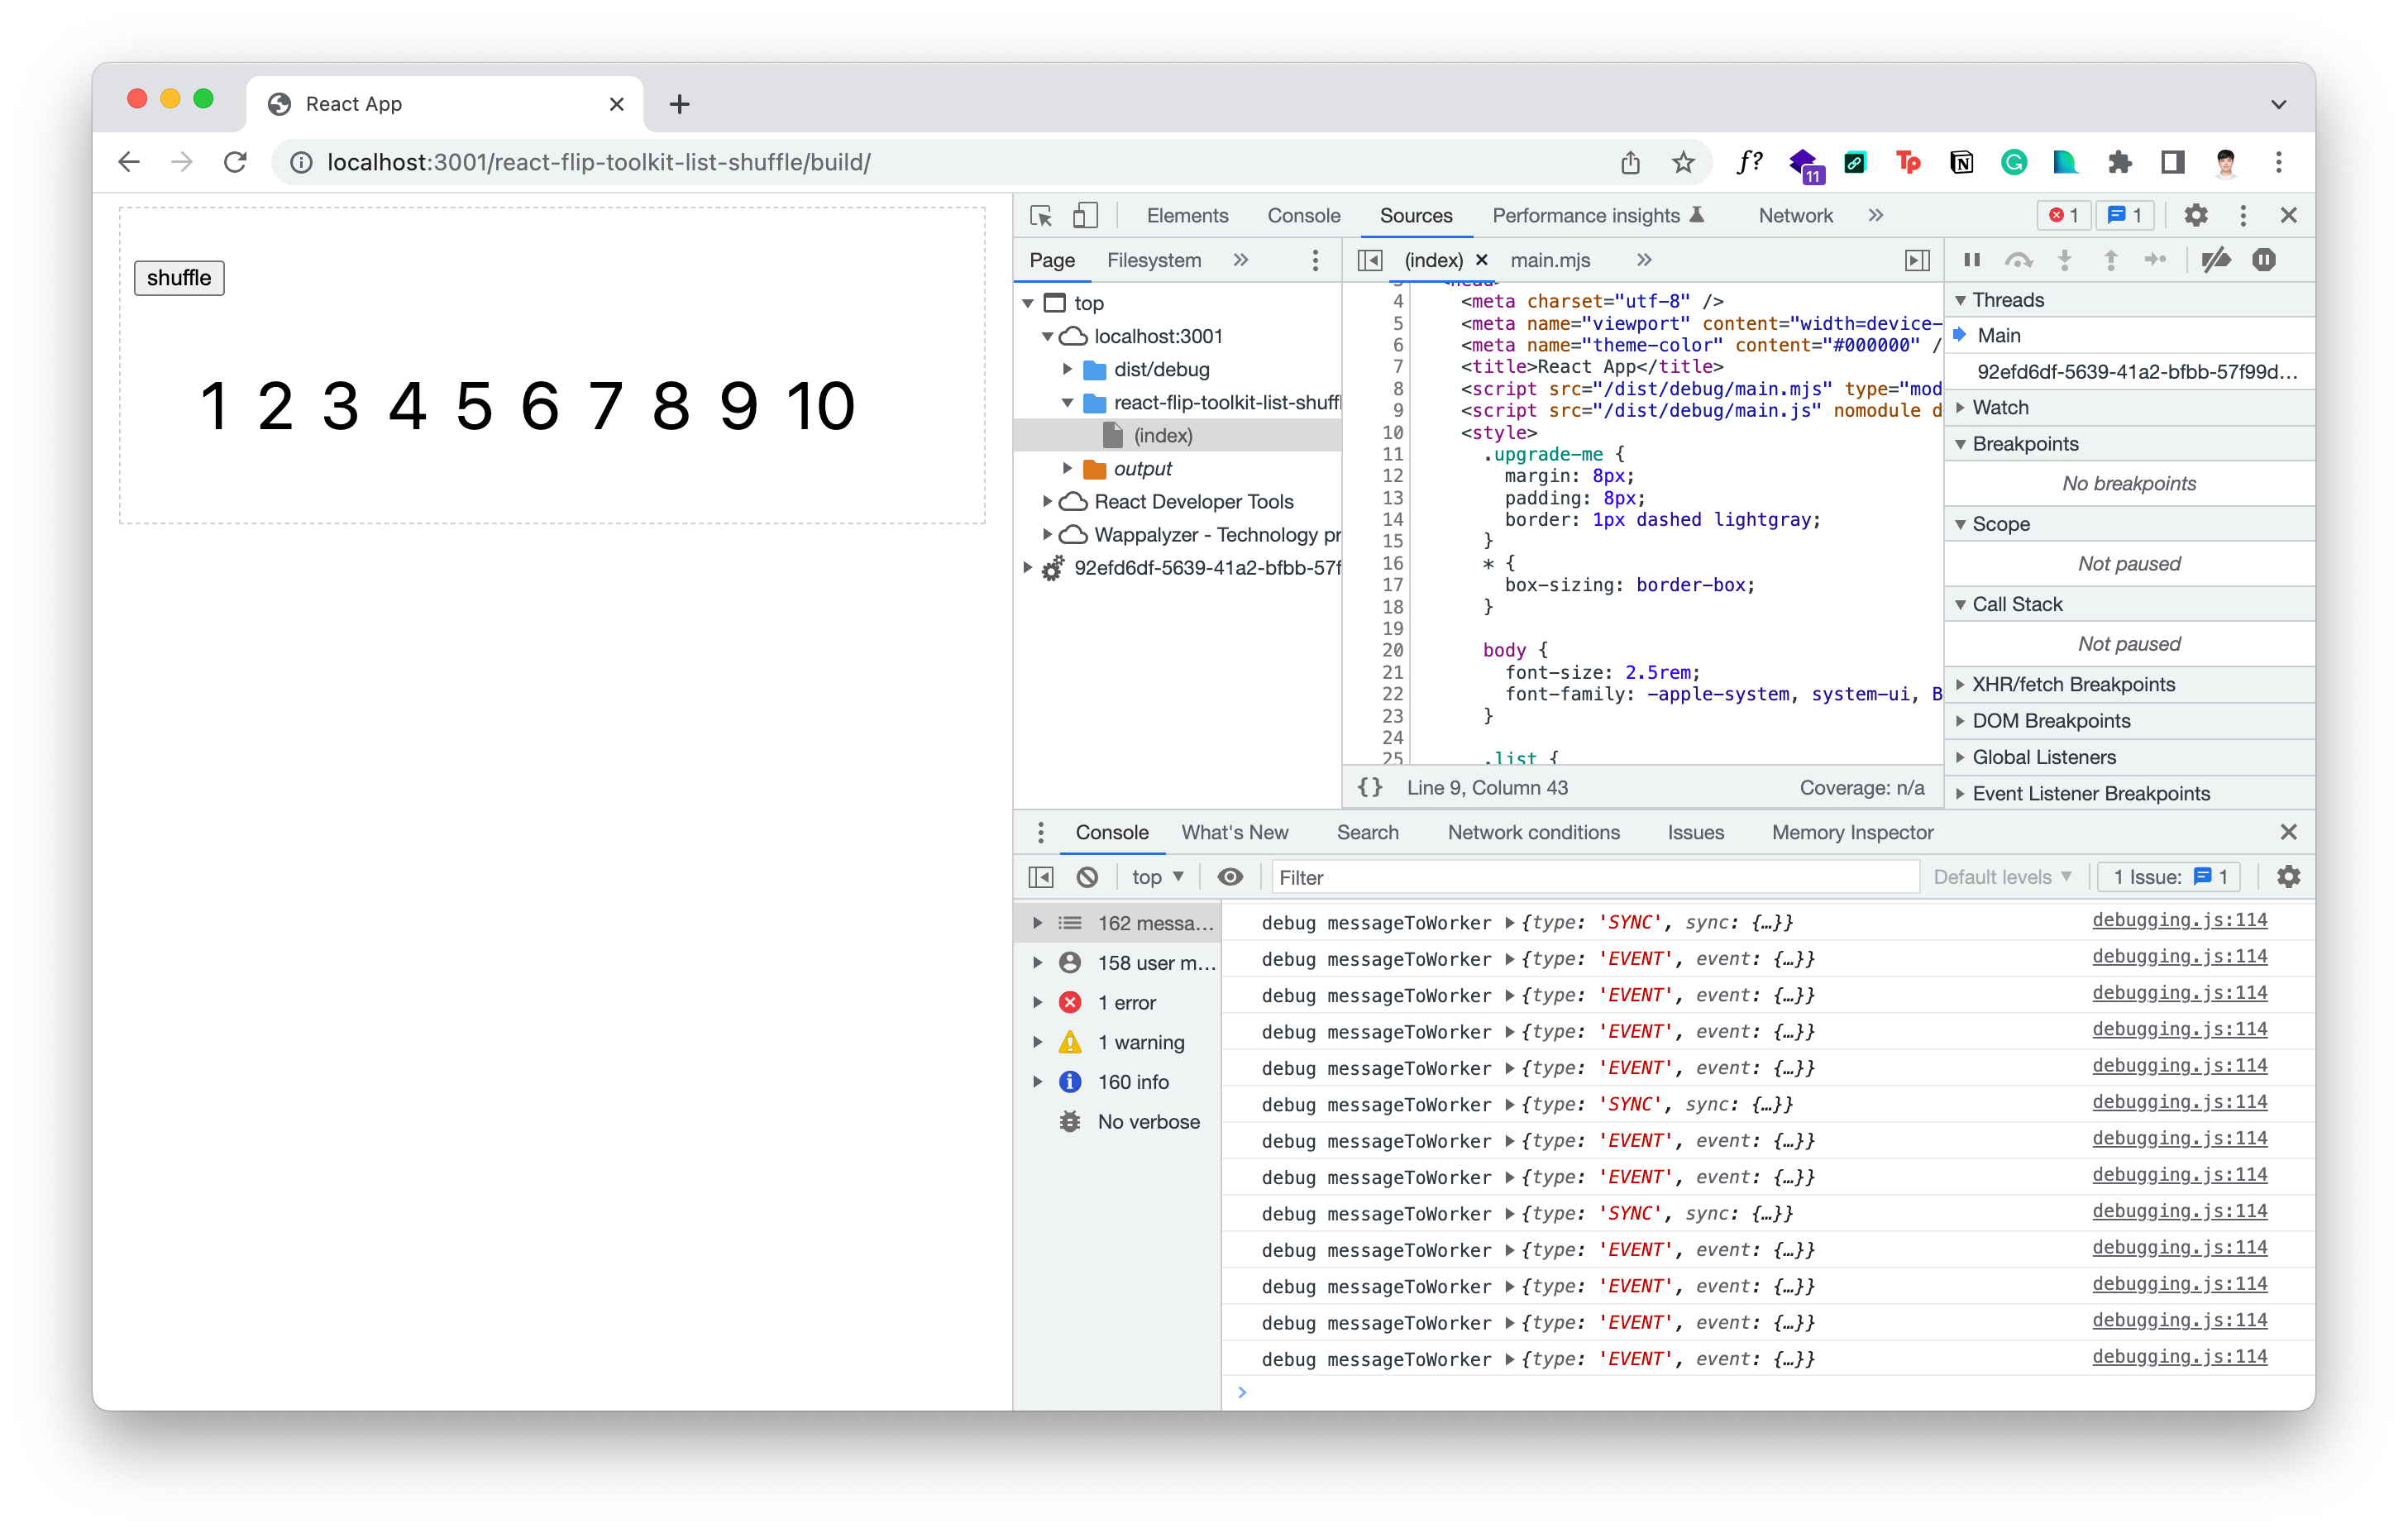 React App
localhost:3001/react-flip-toolkit-list-shuffle/build/
f?
11
Tp
N
G
shuffle
1 2 3 4 5 6 7 8 9 10
Elements Console Sources Performance insights Network » 1 1
Page Filesystem »
top
localhost:3001
dist/debug
react-flip-toolkit-list-shuffl
(index)
output
React Developer Tools
Wappalyzer - Technology pr
92efd6df-5639-41a2-bfbb-57f
(index) main.mjs »
3 <head>
4 <meta charset="utf-8" />
5 <meta name="viewport" content="width=device-
6 <meta name="theme-color" content="#000000" /
7 <title>React App</title>
8 <script src="/dist/debug/main.mjs" type="mod
9 <script src="/dist/debug/main.js" nomodule d
10 <style>
11 .upgrade-me {
12 margin: 8px;
13 padding: 8px;
14 border: 1px dashed lightgray;
15 }
16 * {
17 box-sizing: border-box;
18 }
19
20 body {
21 font-size: 2.5rem;
22 font-family: -apple-system, system-ui, B
23 }
24
25 .list {
{} Line 9, Column 43 Coverage: n/a
Threads
Main
92efd6df-5639-41a2-bfbb-57f99d...
Watch
Breakpoints
No breakpoints
Scope
Not paused
Call Stack
Not paused
XHR/fetch Breakpoints
DOM Breakpoints
Global Listeners
Event Listener Breakpoints
Console What's New Search Network conditions Issues Memory Inspector
top Filter Default levels 1 Issue: 1
162 messa...
158 user m...
1 error
1 warning
160 info
No verbose
debug messageToWorker {type: 'SYNC', sync: {…}} debugging.js:114
debug messageToWorker {type: 'EVENT', event: {…}} debugging.js:114
debug messageToWorker {type: 'EVENT', event: {…}} debugging.js:114
debug messageToWorker {type: 'EVENT', event: {…}} debugging.js:114
debug messageToWorker {type: 'EVENT', event: {…}} debugging.js:114
debug messageToWorker {type: 'SYNC', sync: {…}} debugging.js:114
debug messageToWorker {type: 'EVENT', event: {…}} debugging.js:114
debug messageToWorker {type: 'EVENT', event: {…}} debugging.js:114
debug messageToWorker {type: 'SYNC', sync: {…}} debugging.js:114
debug messageToWorker {type: 'EVENT', event: {…}} debugging.js:114
debug messageToWorker {type: 'EVENT', event: {…}} debugging.js:114
debug messageToWorker {type: 'EVENT', event: {…}} debugging.js:114
debug messageToWorker {type: 'EVENT', event: {…}} debugging.js:114